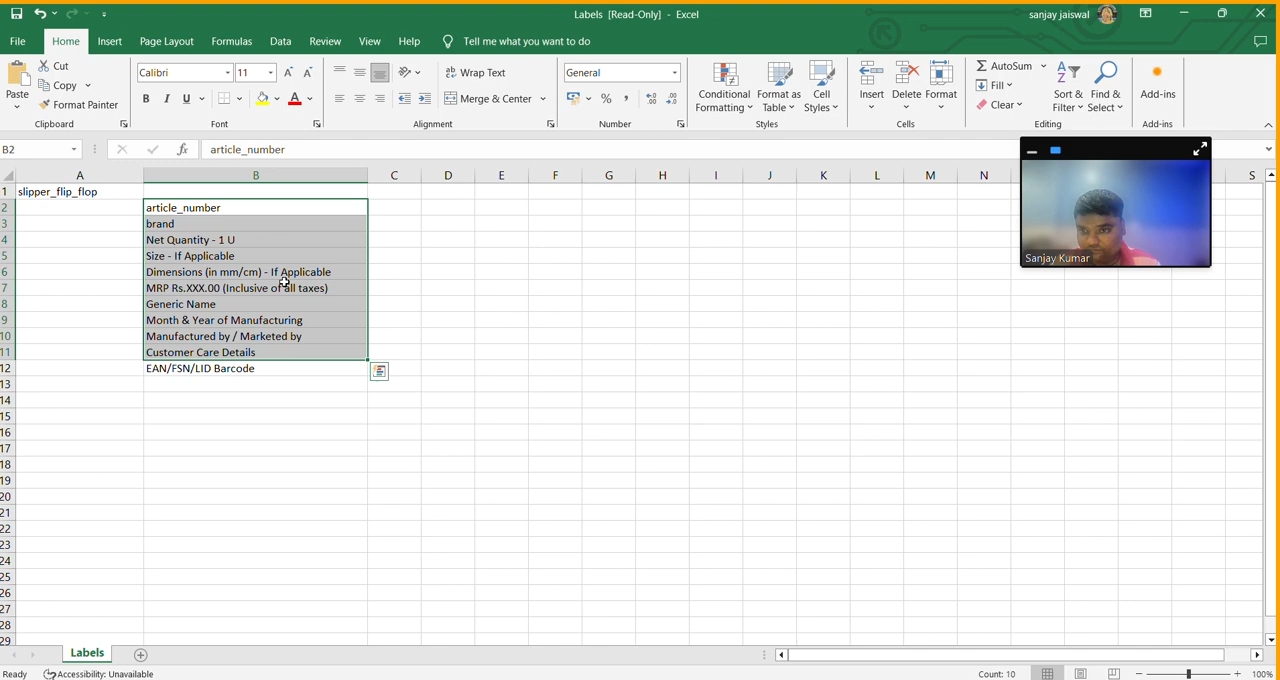 Labels [Read-Only] - Excel
sanjay jaiswal
File Home Insert Page Layout Formulas Data Review View Help Tell me what you want to do
Paste
Cut
Copy
Format Painter
Clipboard
Calibri 11
B I U A
Font
Wrap Text
Merge & Center
Alignment
General
Number
Conditional Formatting
Format as Table
Cell Styles
Styles
Insert Delete Format
Cells
AutoSum
Fill
Clear
Sort & Filter
Find & Select
Editing
Add-ins
Add-ins
B2 fx article_number
A B C D E F G H I J K L M N S
1 slipper_flip_flop
2 article_number
3 brand
4 Net Quantity - 1 U
5 Size - If Applicable
6 Dimensions (in mm/cm) - If Applicable
7 MRP Rs.XXX.00 (Inclusive of all taxes)
8 Generic Name
9 Month & Year of Manufacturing
10 Manufactured by / Marketed by
11 Customer Care Details
12 EAN/FSN/LID Barcode
13
14
15
16
17
18
19
20
21
22
23
24
25
26
27
28
29
Sanjay Kumar
Labels
Ready Accessibility: Unavailable Count: 10 100%